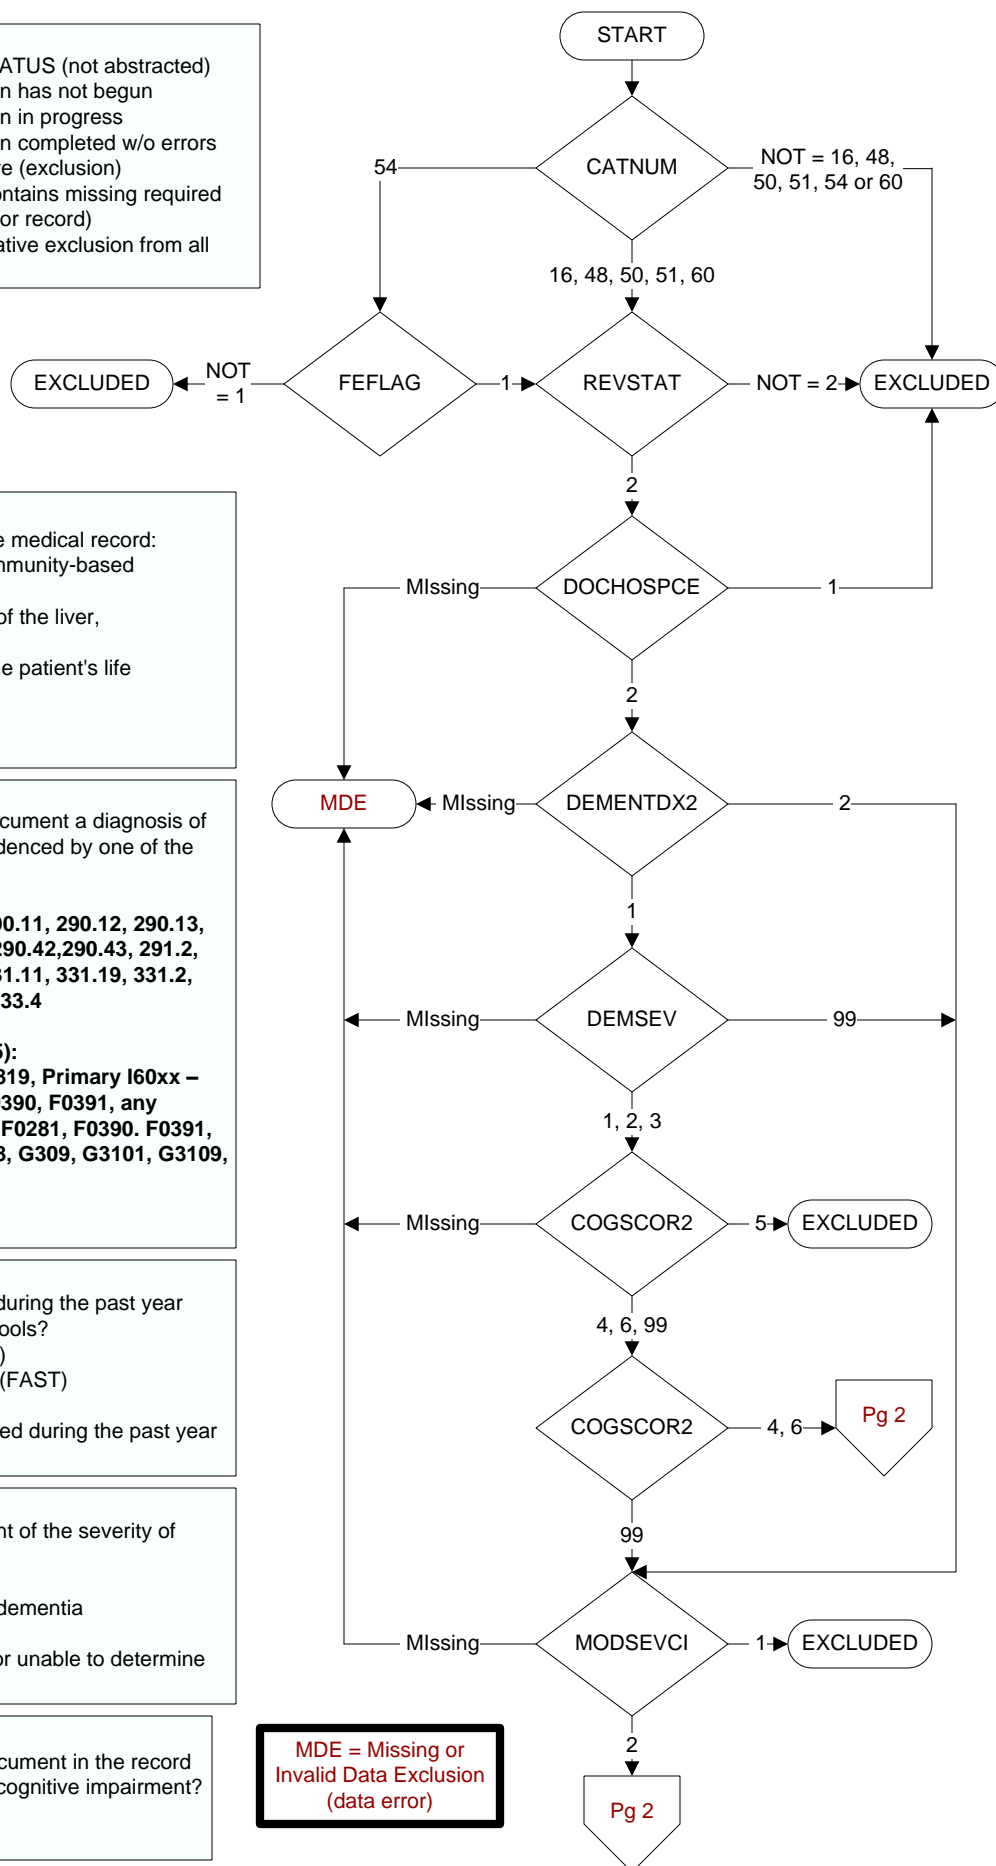 START
ATUS (not abstracted)
n has not begun
n in progress
n completed w/o errors
re (exclusion)
ontains missing required
or record)
ative exclusion from all
CATNUM
54
NOT = 16, 48,
50, 51, 54 or 60
16, 48, 50, 51, 60
EXCLUDED
NOT
= 1
FEFLAG
1
REVSTAT
NOT = 2
EXCLUDED
2
e medical record:
mmunity-based
of the liver,
he patient's life
MIssing
DOCHOSPCE
1
2
MDE
MIssing
DEMENTDX2
2
1
cument a diagnosis of
idenced by one of the
90.11, 290.12, 290.13,
290.42,290.43, 291.2,
31.11, 331.19, 331.2,
33.4
5):
319, Primary I60xx –
0390, F0391, any
F0281, F0390. F0391,
8, G309, G3101, G3109,
MIssing
DEMSEV
99
1, 2, 3
MIssing
COGSCOR2
5
EXCLUDED
4, 6, 99
during the past year
ools?
)
(FAST)
ed during the past year
COGSCOR2
4, 6
Pg 2
99
nt of the severity of
dementia
or unable to determine
MIssing
MODSEVCI
1
EXCLUDED
2
cument in the record
cognitive impairment?
MDE = Missing or
Invalid Data Exclusion
(data error)
Pg 2